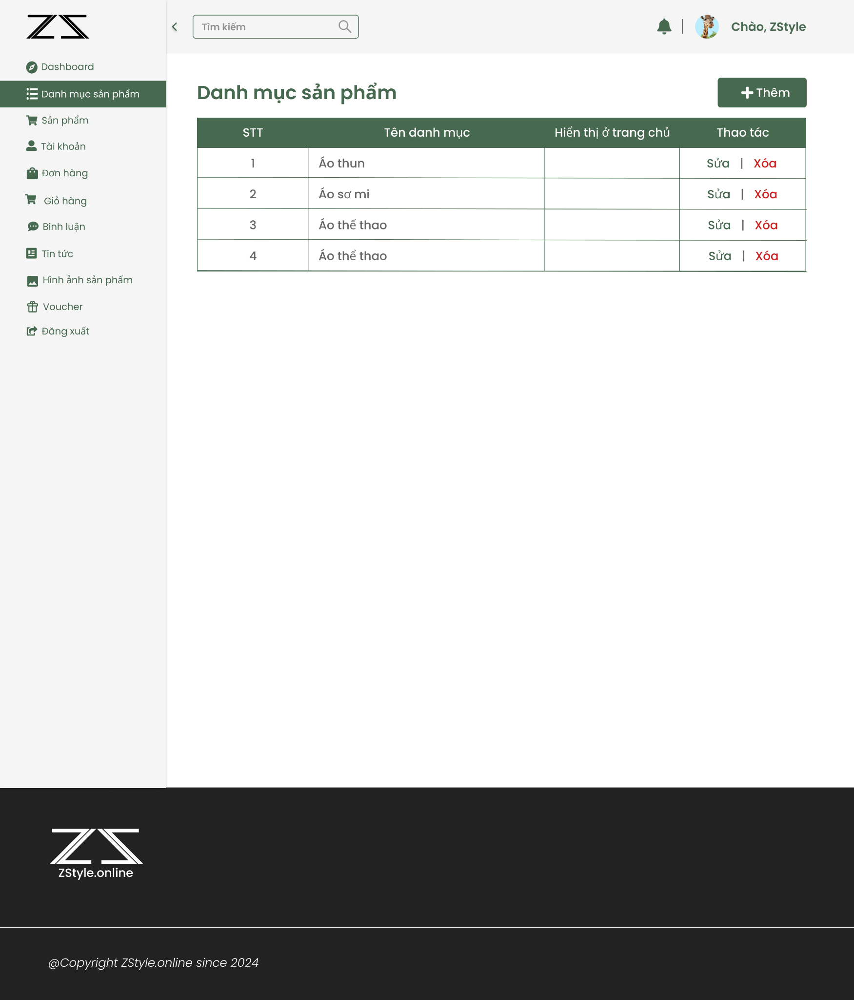 ZS
Tìm kiếm
Chào, ZStyle
Dashboard
Danh mục sản phẩm
Sản phẩm
Tài khoản
Đơn hàng
Giỏ hàng
Bình luận
Tin tức
Hình ảnh sản phẩm
Voucher
Đăng xuất
Danh mục sản phẩm
Thêm
STT Tên danh mục Hiển thị ở trang chủ Thao tác
1 Áo thun Sửa | Xóa
2 Áo sơ mi Sửa | Xóa
3 Áo thể thao Sửa | Xóa
4 Áo thể thao Sửa | Xóa
ZS
ZStyle.online
@Copyright ZStyle.online since 2024